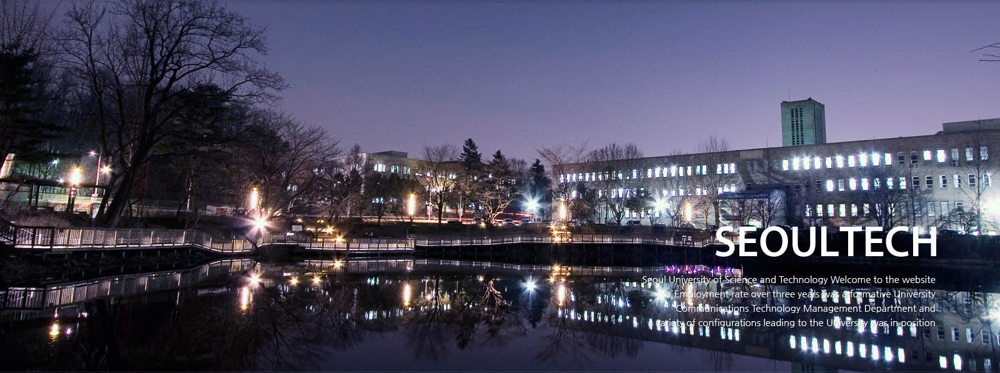 SEOULTECH
Seoul University of Science and Technology Welcome to the website
Employment rate over three years was a formative University
Communications Technology Management Department and
a variety of configurations leading to the University was in position